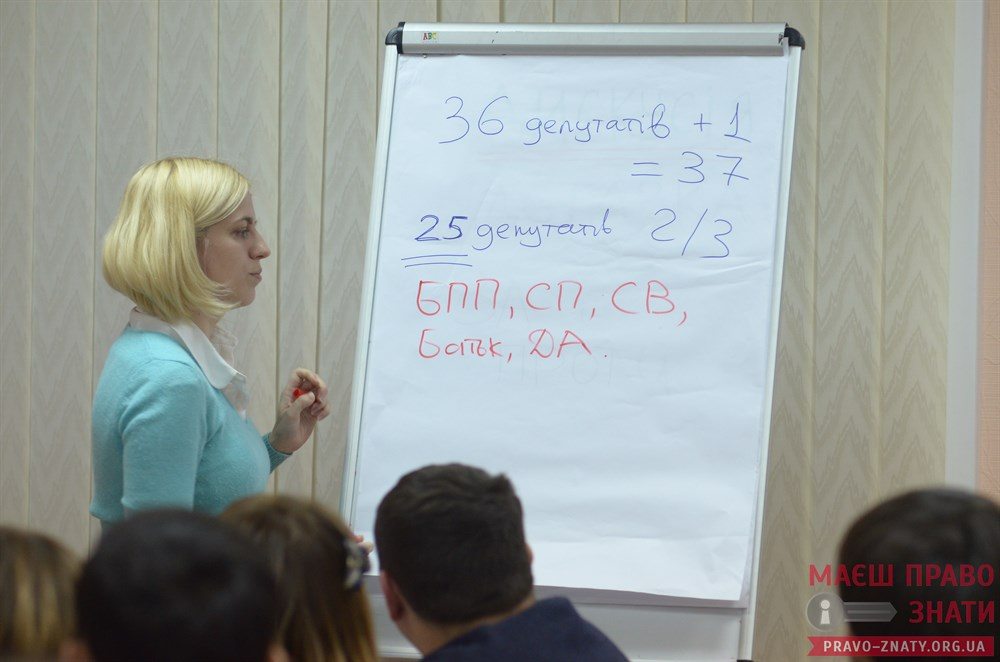 ABC
36 депутатів + 1
= 37
25 депутатів 2/3
БПП, СП, СВ,
Батьк, ДА.
МАЄШ ПРАВО
ЗНАТИ
PRAVO-ZNATY.ORG.UA